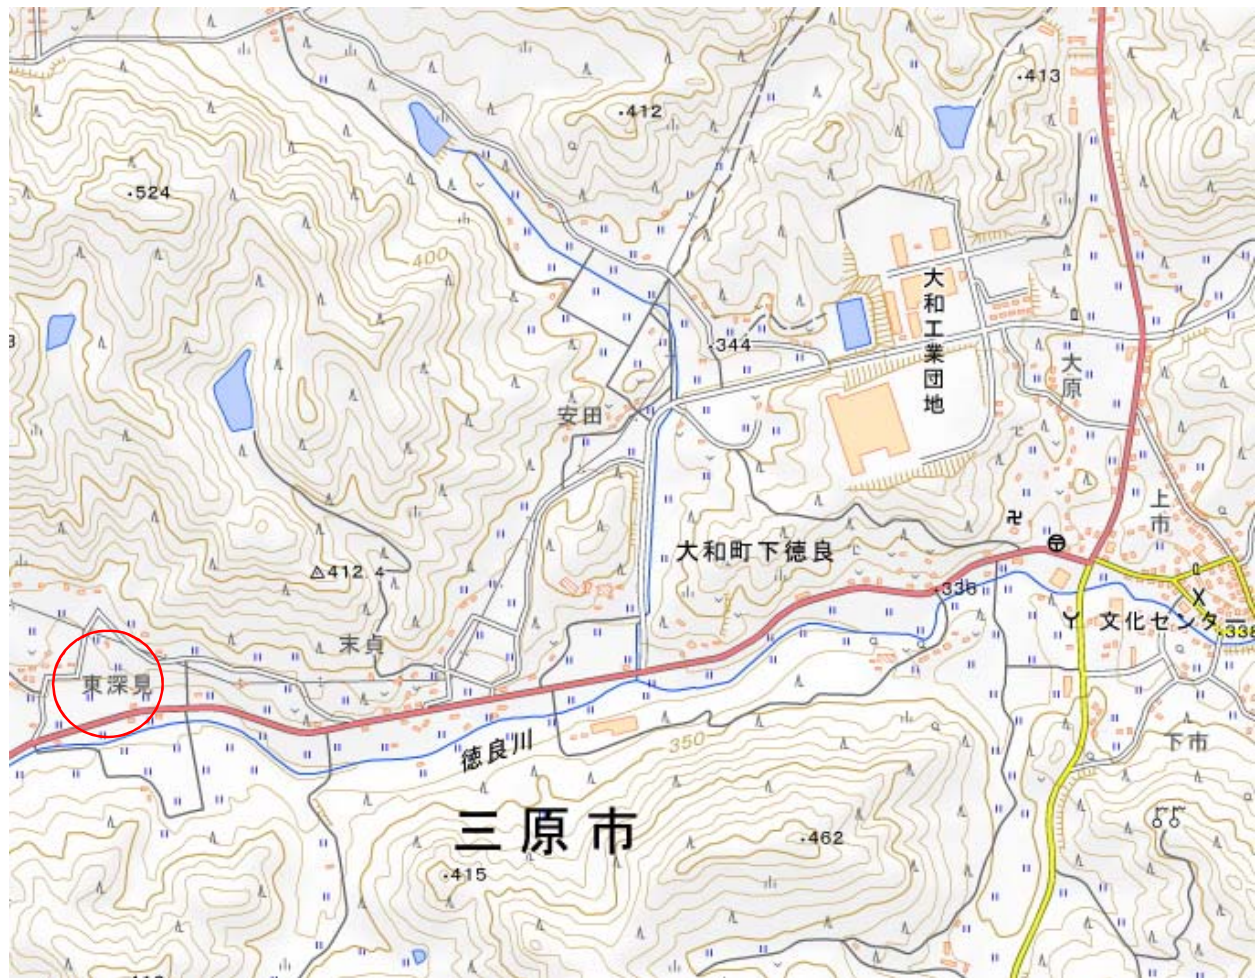 ・413
・412
・524
400
大和工業団地
・344
大原
安田
上市
大和町下徳良
412.4
・336
文化センター
・338
末貞
東深見
徳良川
350
下市
三原市
・462
・415